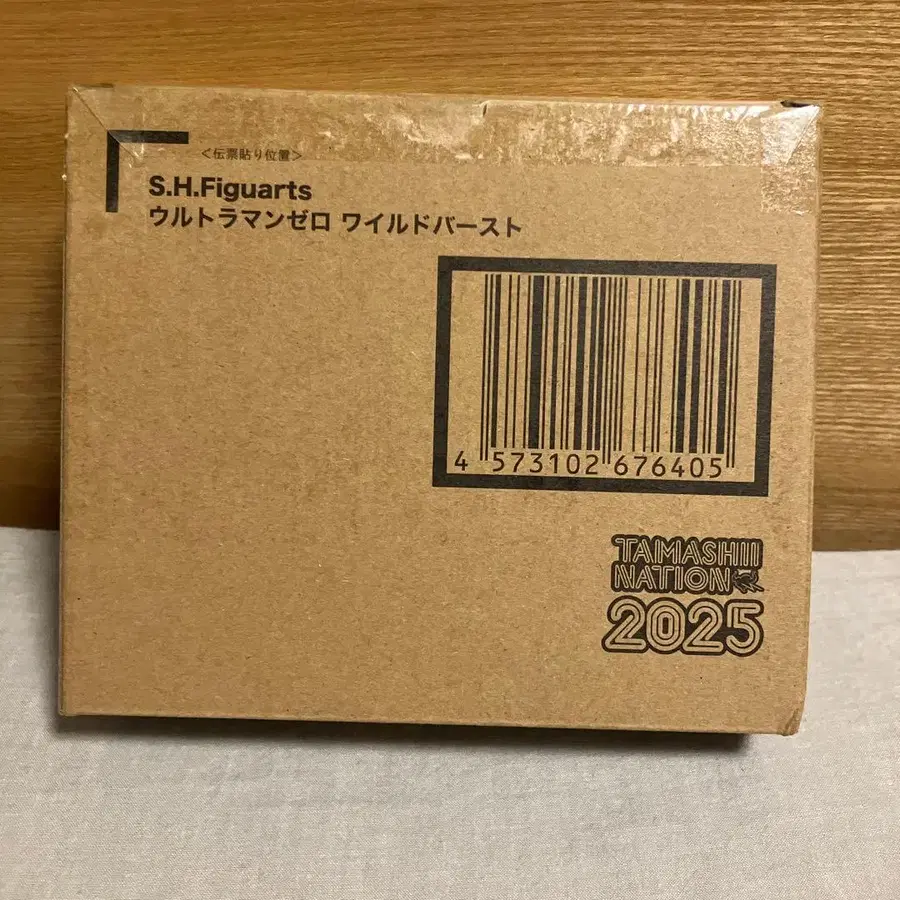 <伝票貼り位置>
S.H.Figuarts
ウルトラマンゼロ ワイルドバースト
4 573102 676405
TAMASHII
NATION
2025